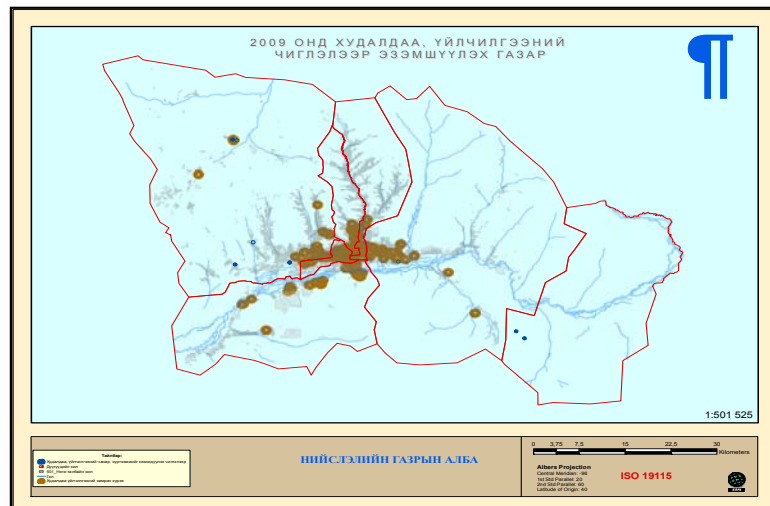 2009 ОНД ХУДАЛДАА, ҮЙЛЧИЛГЭЭНИЙ
ЧИГЛЭЛЭЭР ЭЗЭМШҮҮЛЭХ ГАЗАР
¶
1:501 525
Тайлбар:
НИЙСЛЭЛИЙН ГАЗРЫН АЛБА
0 3,75 7,5 15 22,5 30
Kilometers
Albers Projection
Central Meridian: -96
1st Std Parallel: 20
2nd Std Parallel: 60
Latitude of Origin: 40
ISO 19115